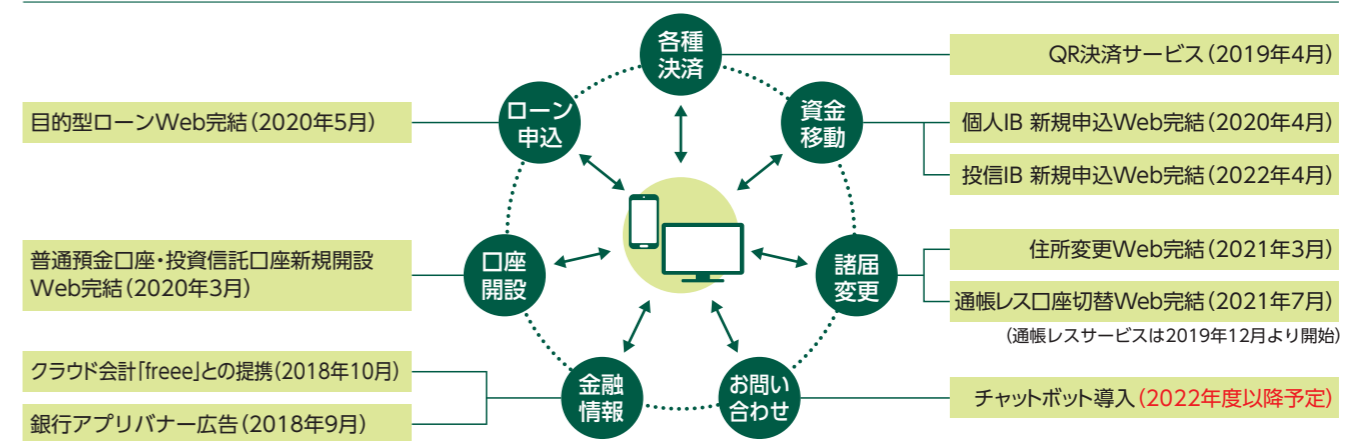 各種
決済
QR決済サービス(2019年4月)
ローン
申込
目的型ローンWeb完結(2020年5月)
資金
移動
個人IB 新規申込Web完結(2020年4月)
投信IB 新規申込Web完結(2022年4月)
口座
開設
普通預金口座・投資信託口座新規開設
Web完結(2020年3月)
諸届
変更
住所変更Web完結(2021年3月)
通帳レス口座切替Web完結(2021年7月)
(通帳レスサービスは2019年12月より開始)
金融
情報
クラウド会計「freee」との提携(2018年10月)
銀行アプリバナー広告(2018年9月)
お問い
合わせ
チャットボット導入(2022年度以降予定)